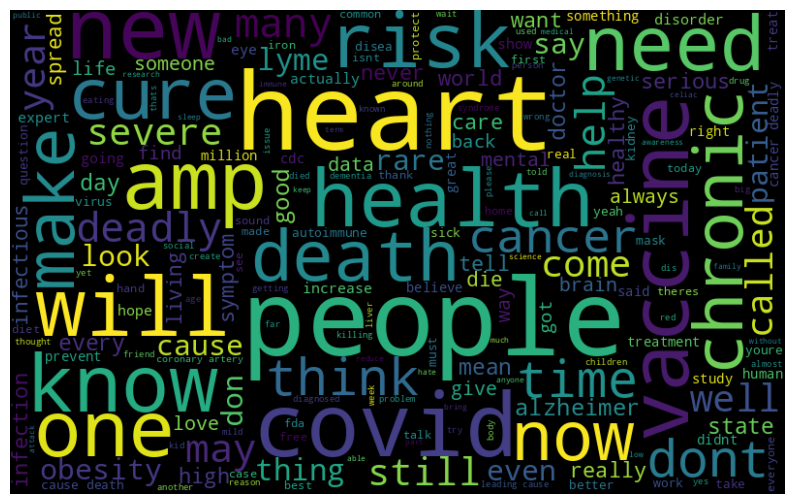 new
many
risk
want
something
disorder
public
bad
common
wait
used
medical
treat
year
spread
someone
eye
iron
disea
protect
say
need
life
lyme
isnt
show
first
person
cure
actually
never
world
doctor
help
serious
genetic
drug
research
around
thats
immune
heart
severe
care
back
healthy
celiac
eating
sleep
syndrome
known
nothing
wrong
expert
issue
term
rare
mental
real
kidney
right
cancer
deadly
question
going
find
million
cdc
data
great
awareness
make
amp
day
good
died
dementia
thank
told
diagnosis
today
patient
virus
keep
please
home
call
yeah
always
big
health
vaccine
chronic
deadly
sound
made
autoimmune
sick
cancer
mask
infectious
look
social
create
see
death
tell
come
science
dis
family
called
yet
hand
age
symptom
living
getting
increase
believe
die
way
brain
said
theres
hope
far
killing
liver
got
red
without
will
people
diet
thought
every
cause
friend
prevent
coronary artery
must
much
treatment
youre
almost
human
reduce
children
study
know
don
think
mean
time
hate
anyone
give
week
diagnosed
problem
bring
alzheimer
well
love
one
may
covid
now
body
didnt
state
infection
mild
kid
fda
free
talk
try
low
dont
everyone
attack
obesity
high
case
thing
able
still
even
really
work
yes
take
cause death
another
reason
best
leading cause
better